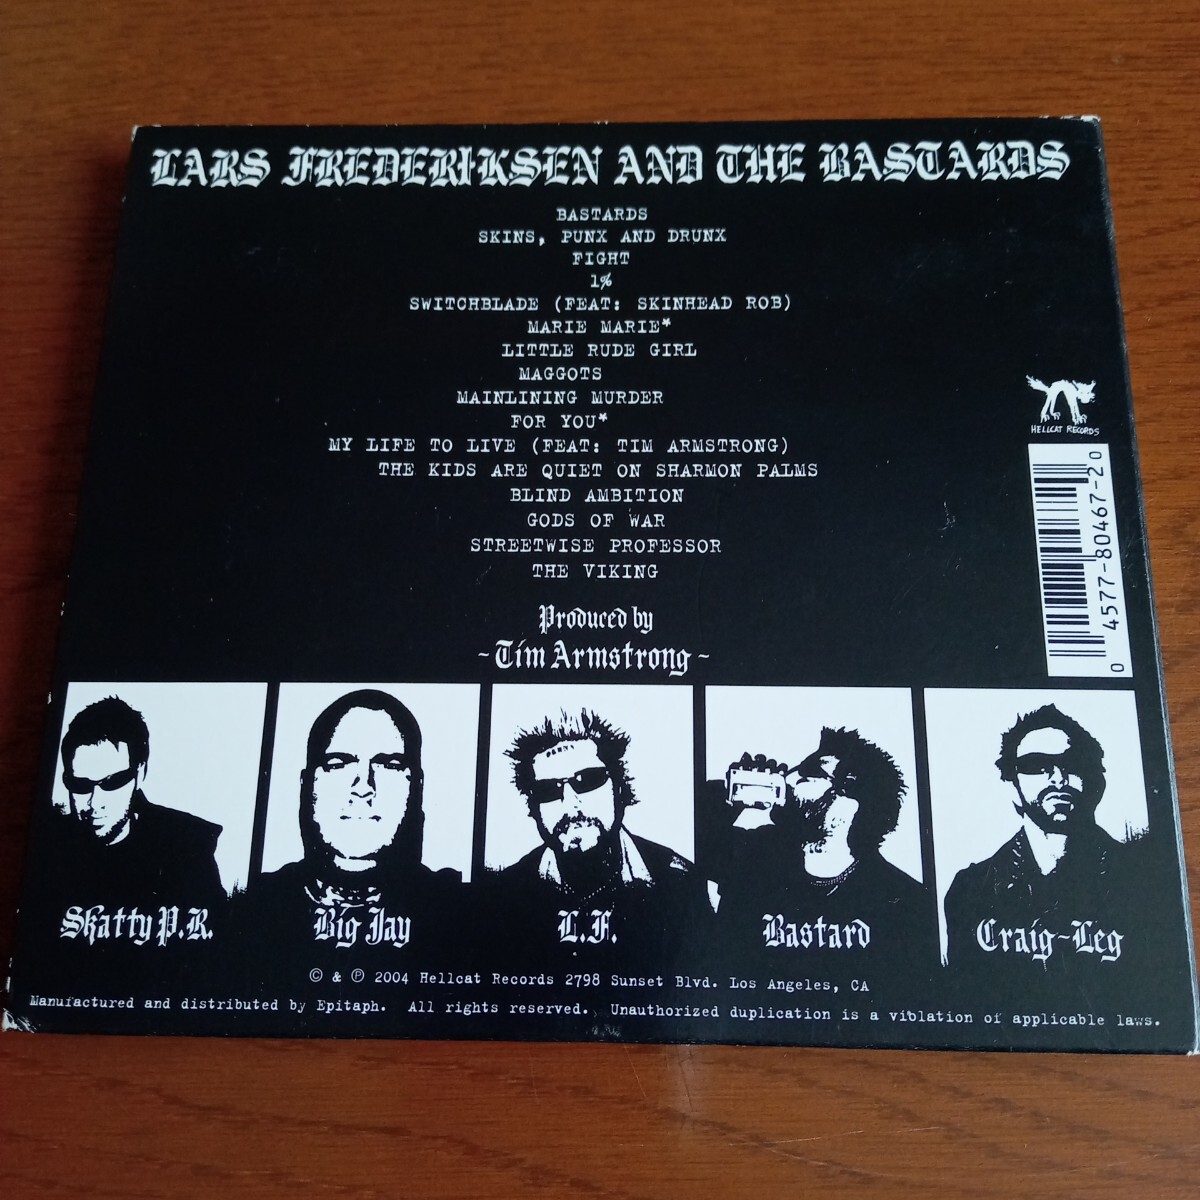 LARS FREDERIKSEN AND THE BASTARDS
BASTARDS
SKINS, PUNX AND DRUNX
FIGHT
1%
SWITCHBLADE (FEAT: SKINHEAD ROB)
MARIE MARIE*
LITTLE RUDE GIRL
MAGGOTS
MAINLINING MURDER
FOR YOU*
MY LIFE TO LIVE (FEAT: TIM ARMSTRONG)
THE KIDS ARE QUIET ON SHARMON PALMS
BLIND AMBITION
GODS OF WAR
STREETWISE PROFESSOR
THE VIKING
Produced by
-Tim Armstrong-
HELLCAT RECORDS
0 4577-80467-2 0
Skatty P.R.
Big Jay
L.F.
Bastard
Craig-Leg
© & ℗ 2004 Hellcat Records 2798 Sunset Blvd. Los Angeles, CA
Manufactured and distributed by Epitaph. All rights reserved. Unauthorized duplication is a violation of applicable laws.